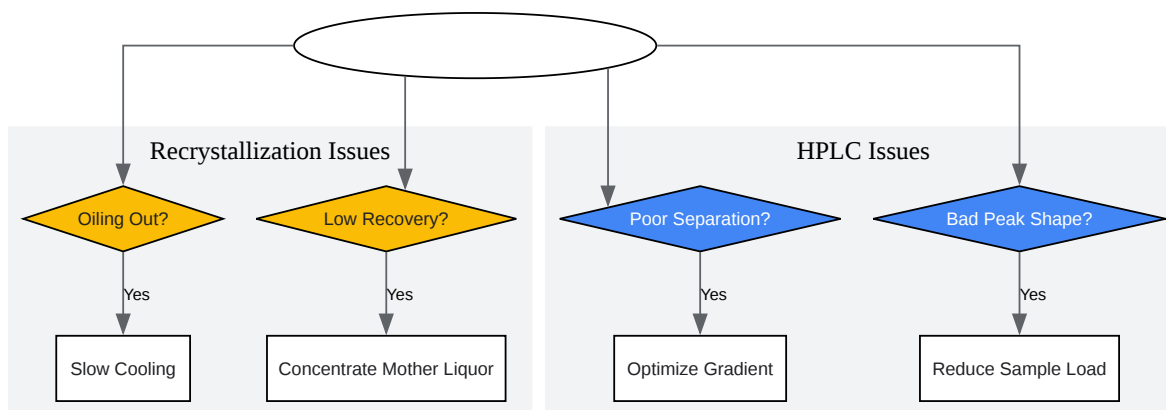 Recrystallization Issues
HPLC Issues
Oiling Out?
Low Recovery?
Poor Separation?
Bad Peak Shape?
Yes
Yes
Yes
Yes
Slow Cooling
Concentrate Mother Liquor
Optimize Gradient
Reduce Sample Load